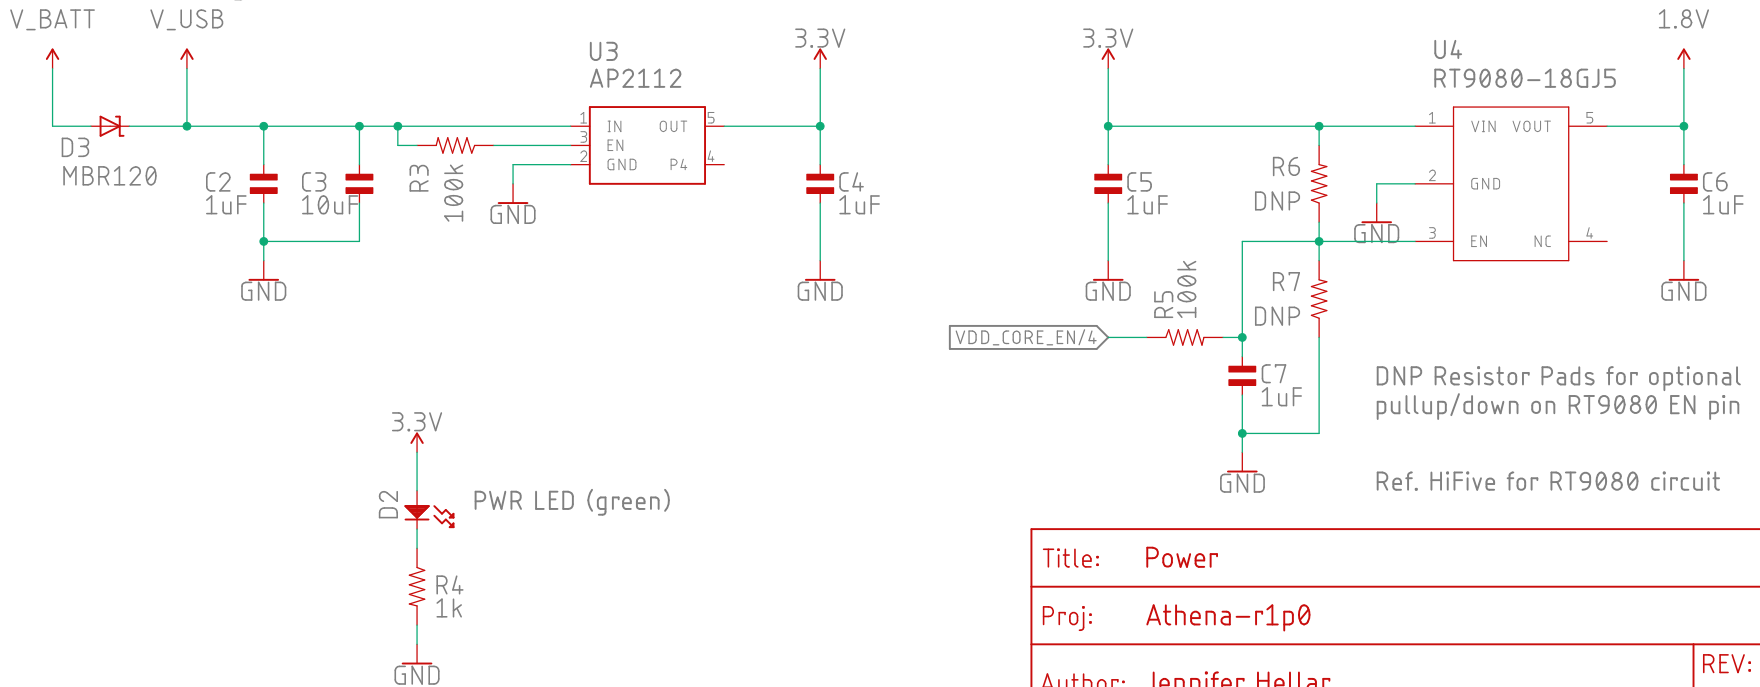 V_BATT
V_USB
D3
MBR120
C2
1uF
C3
10uF
R3
100k
U3
AP2112
1
IN
OUT
5
3
EN
2
GND
P4
4
GND
3.3V
C4
1uF
GND
GND
3.3V
D2
PWR LED (green)
R4
1k
GND
3.3V
C5
1uF
GND
R6
DNP
R7
DNP
VDD_CORE_EN/4
R5
100k
C7
1uF
GND
U4
RT9080-18GJ5
1
VIN
VOUT
5
2
GND
3
EN
NC
4
GND
1.8V
C6
1uF
GND
DNP Resistor Pads for optional
pullup/down on RT9080 EN pin
Ref. HiFive for RT9080 circuit
Title: Power
Proj: Athena-r1p0
Author: Jennifer Hellar
REV: